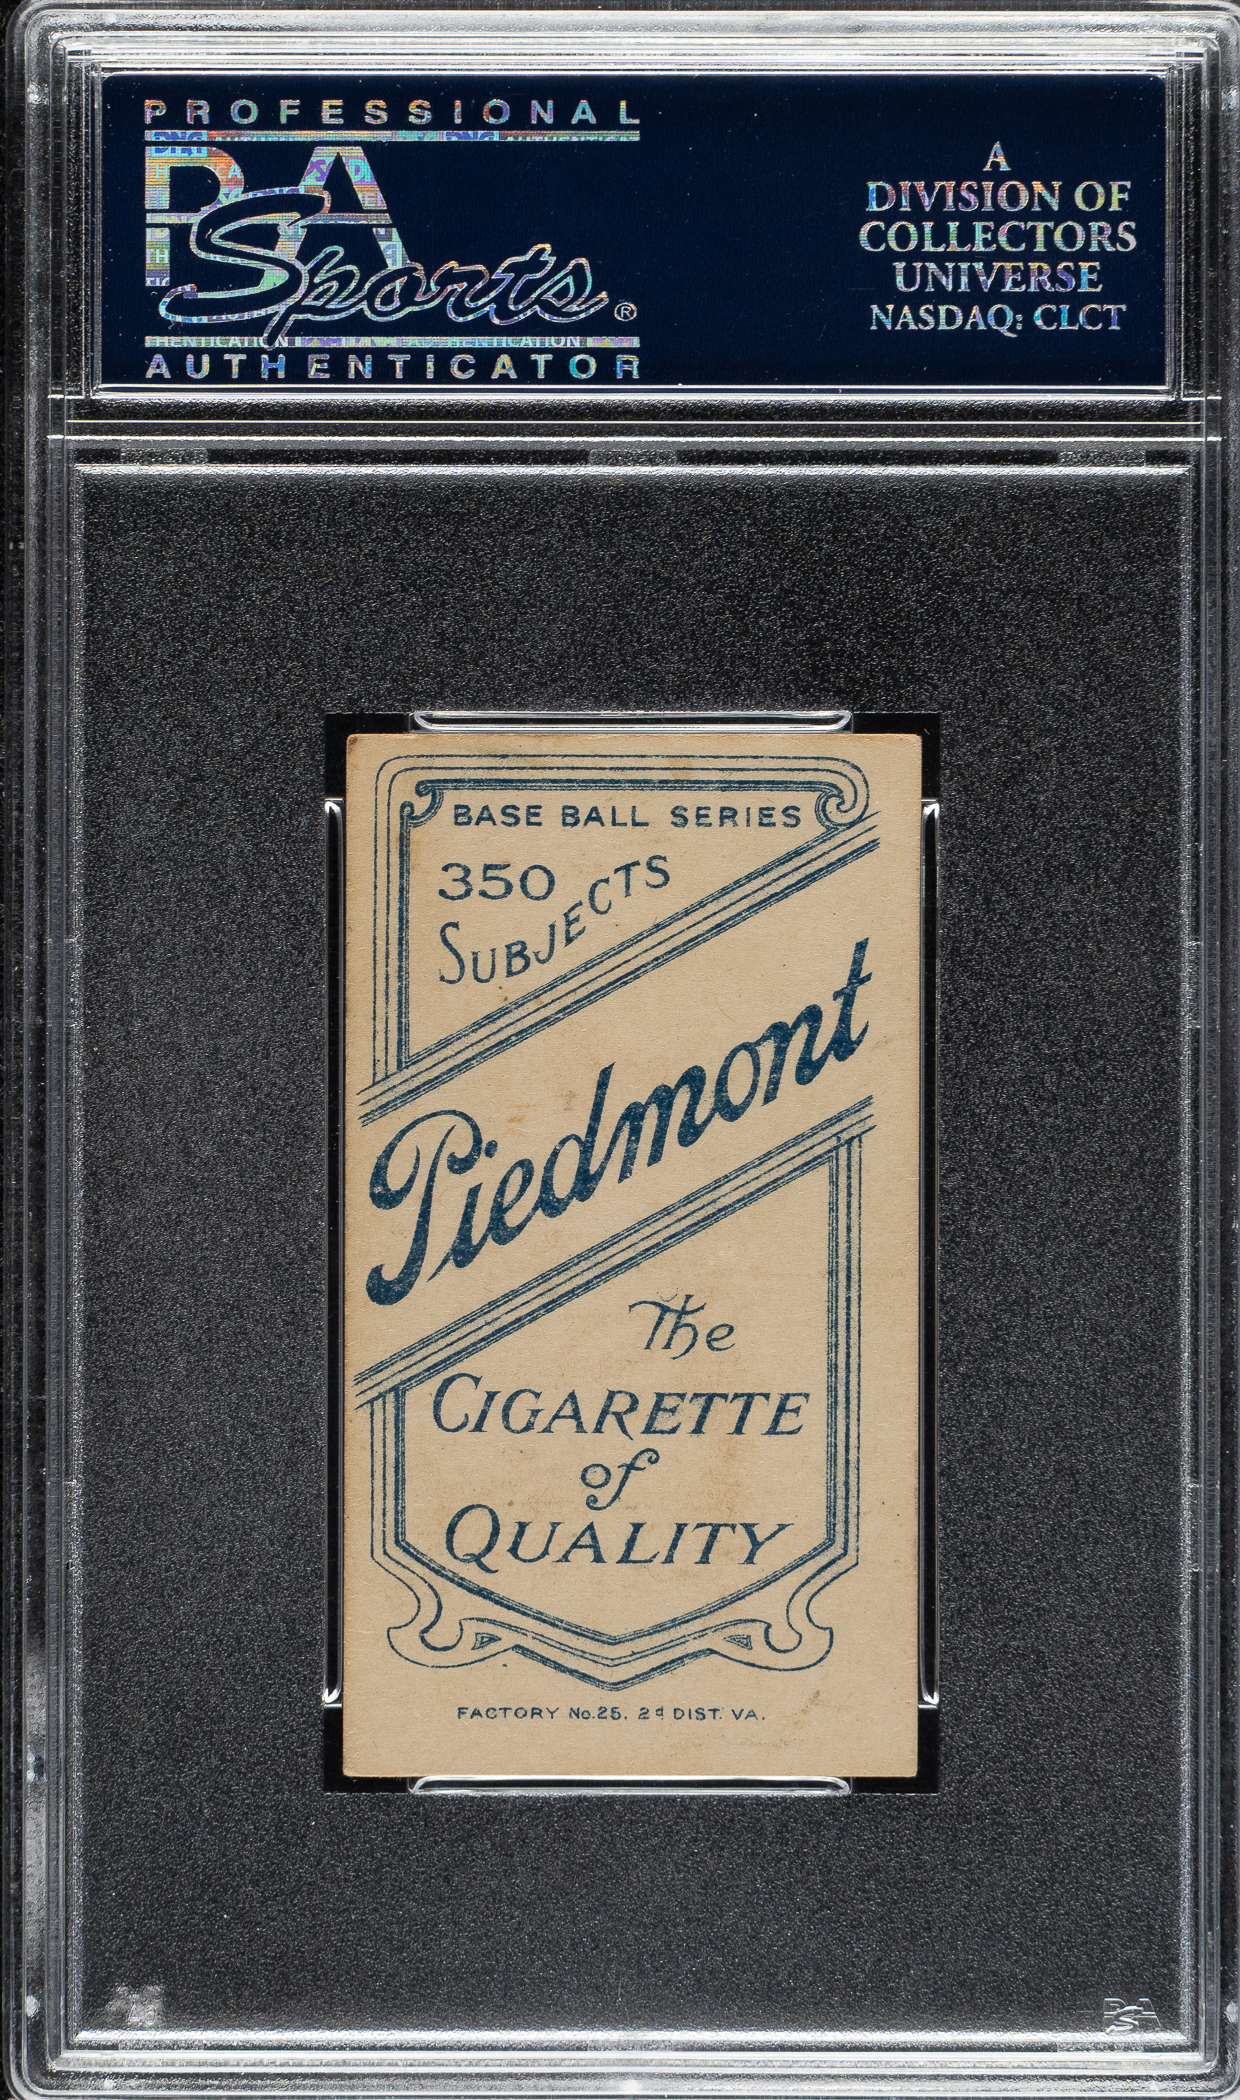 PROFESSIONAL
PSA
Sports®
AUTHENTICATOR
A
DIVISION OF
COLLECTORS
UNIVERSE
NASDAQ: CLCT
BASE BALL SERIES
350
SUBJECTS
Piedmont
The
CIGARETTE
of
QUALITY
FACTORY No.25. 2d DIST. VA.
PSA